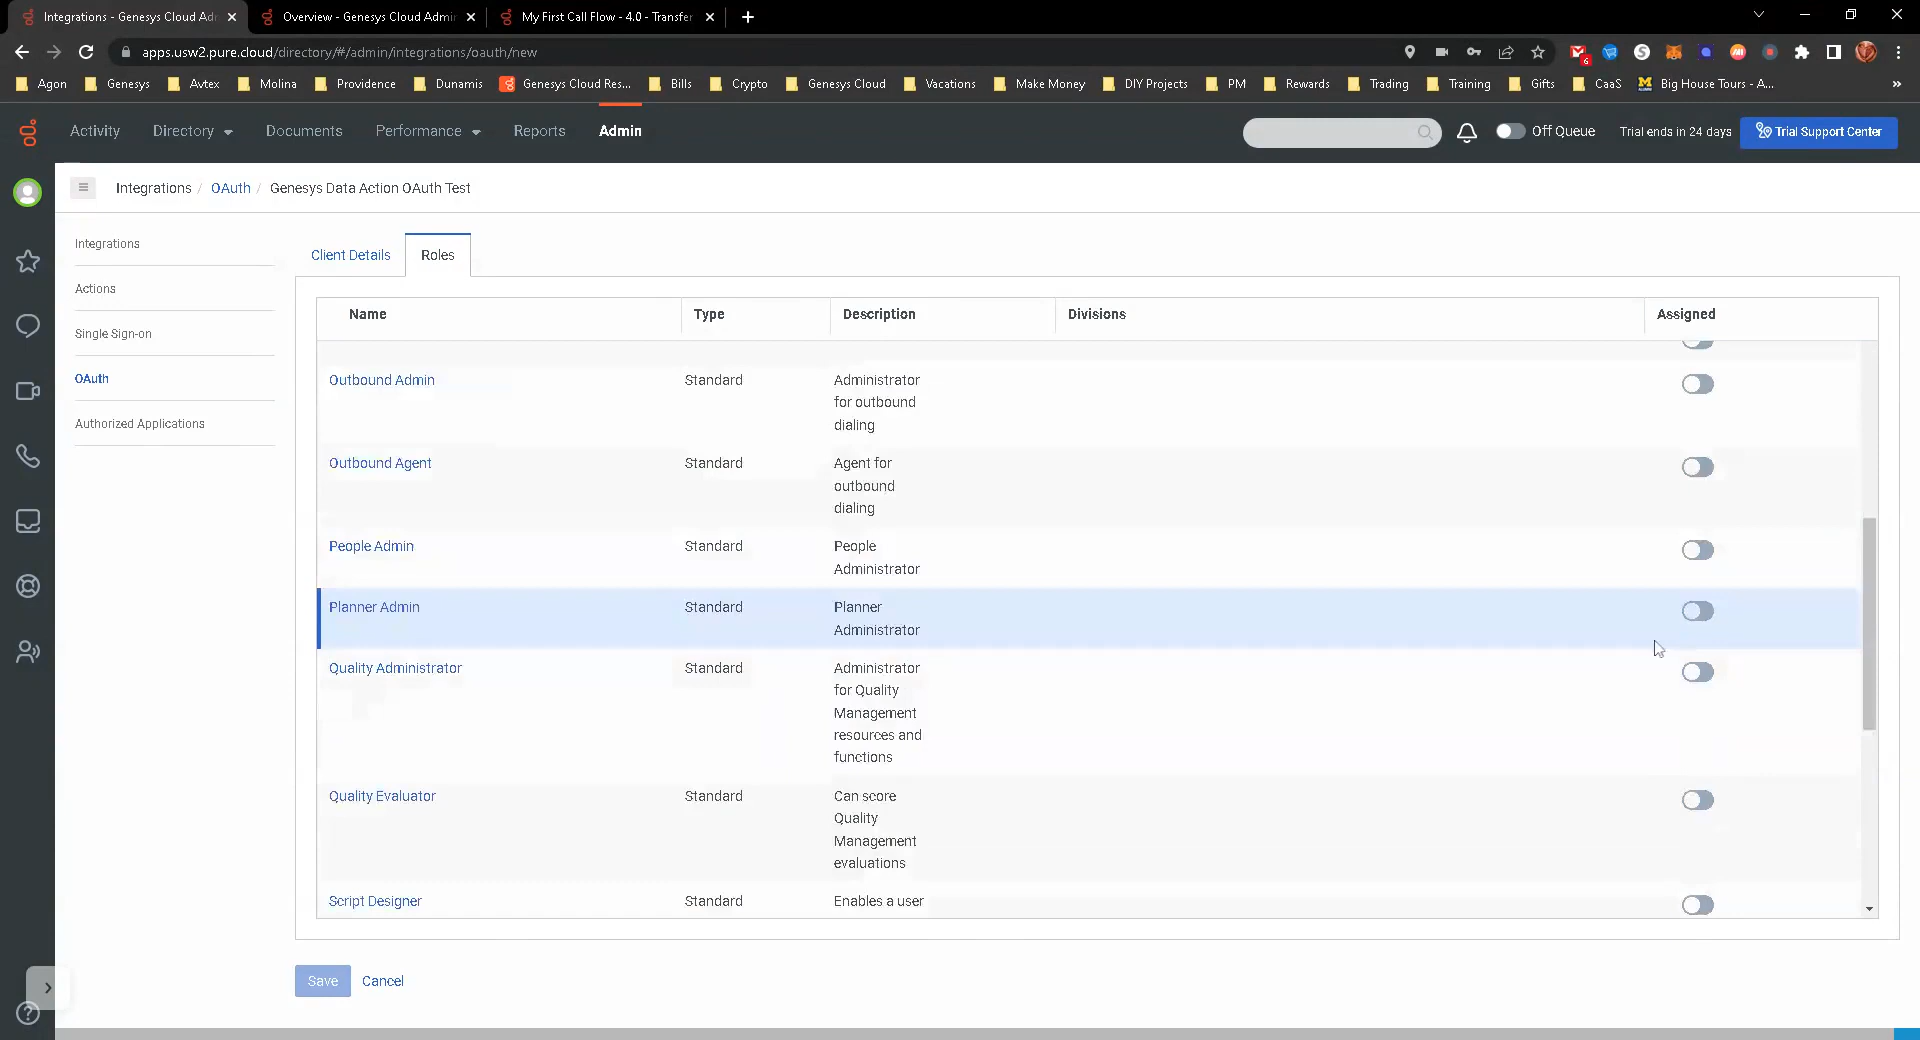 Integrations - Genesys Cloud Adm
Overview - Genesys Cloud Admin
My First Call Flow - 4.0 - Transfer
apps.usw2.pure.cloud/directory/#/admin/integrations/oauth/new
6
Agon
Genesys
Avtex
Molina
Providence
Dunamis
Genesys Cloud Res...
Bills
Crypto
Genesys Cloud
Vacations
Make Money
DIY Projects
PM
Rewards
Trading
Training
Gifts
CaaS
Big House Tours - A...
Activity
Directory
Documents
Performance
Reports
Admin
Off Queue
Trial ends in 24 days
Trial Support Center
Integrations / OAuth / Genesys Data Action OAuth Test
Integrations
Actions
Single Sign-on
OAuth
Authorized Applications
Client Details
Roles
Name
Type
Description
Divisions
Assigned
Outbound Admin
Standard
Administrator
for outbound
dialing
Outbound Agent
Standard
Agent for
outbound
dialing
People Admin
Standard
People
Administrator
Planner Admin
Standard
Planner
Administrator
Quality Administrator
Standard
Administrator
for Quality
Management
resources and
functions
Quality Evaluator
Standard
Can score
Quality
Management
evaluations
Script Designer
Standard
Enables a user
Save
Cancel